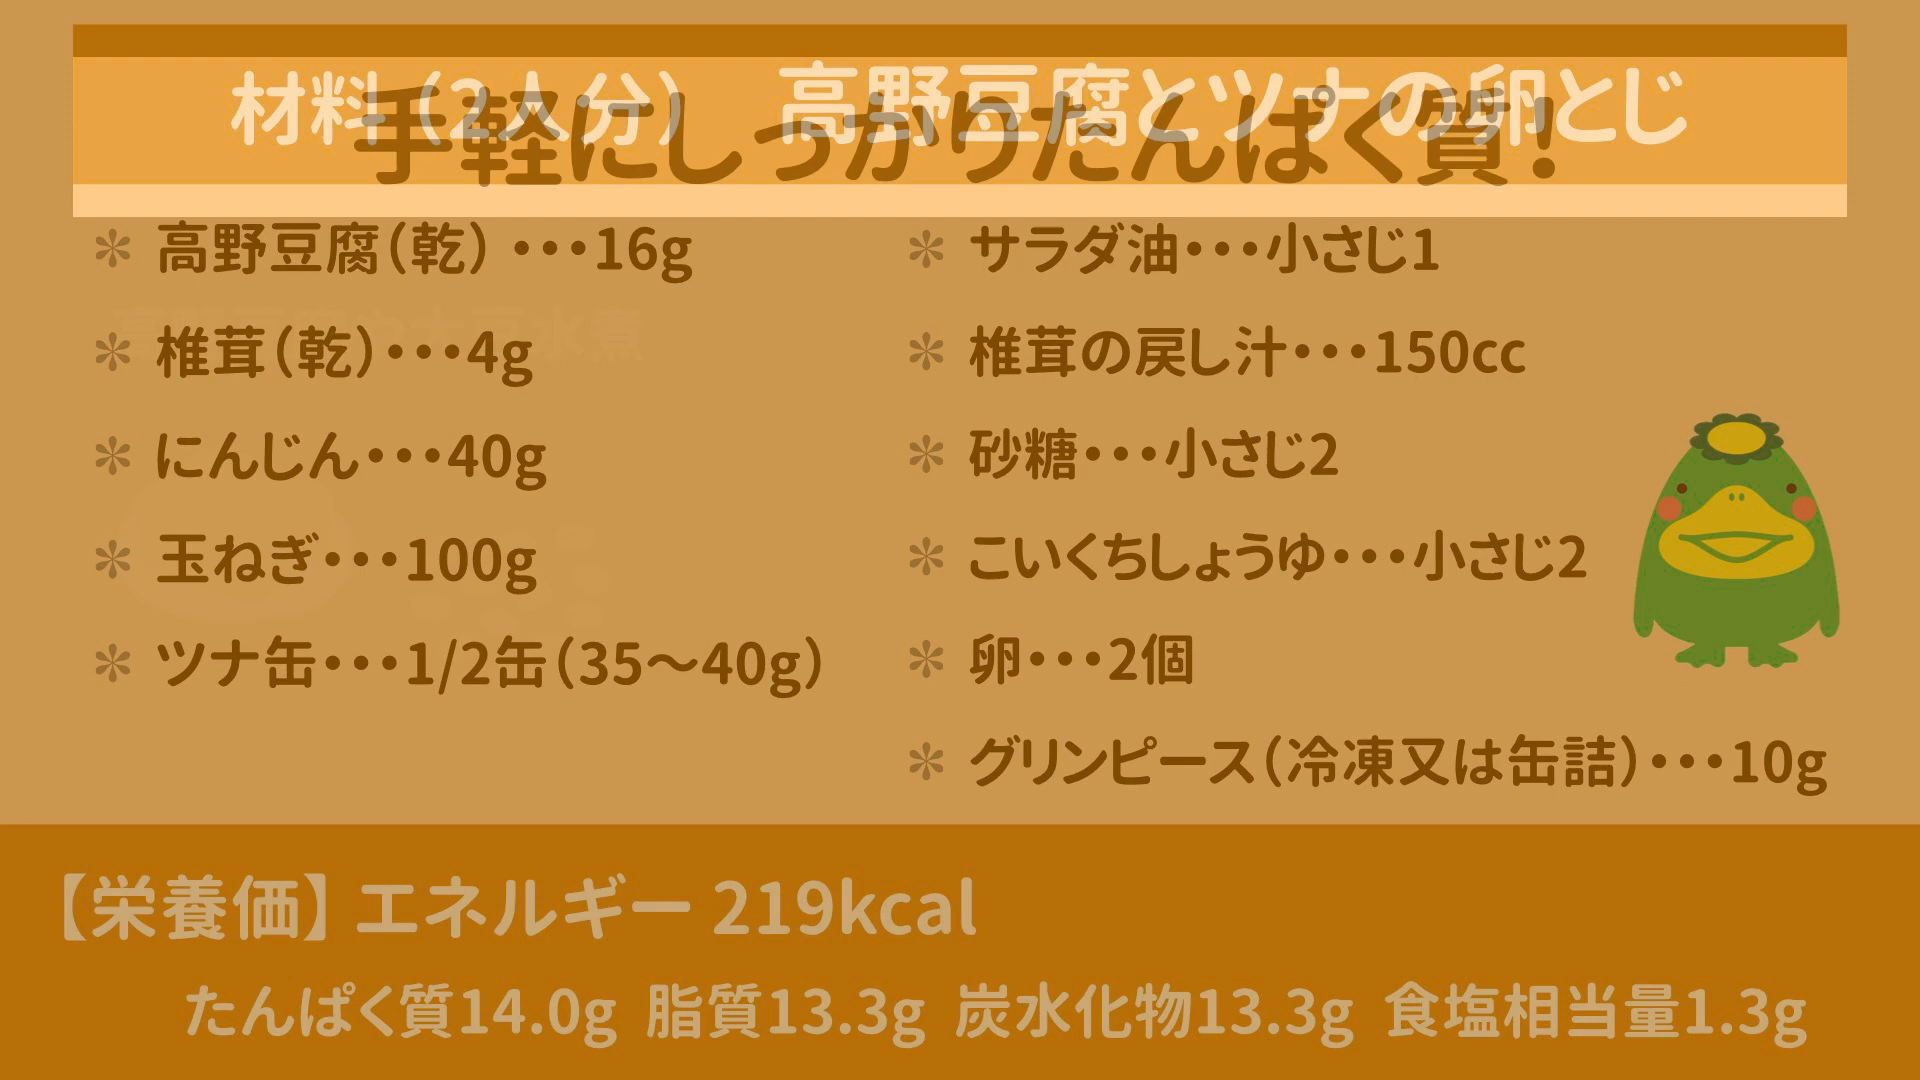 材料（2人分）　高野豆腐とツナの卵とじ
手軽にしっかりたんぱく質！
高野豆腐（乾）・・・16g
椎茸（乾）・・・4g
にんじん・・・40g
玉ねぎ・・・100g
ツナ缶・・・1/2缶（35～40g）
サラダ油・・・小さじ1
椎茸の戻し汁・・・150cc
砂糖・・・小さじ2
こいくちしょうゆ・・・小さじ2
卵・・・2個
グリンピース（冷凍又は缶詰）・・・10g
【栄養価】エネルギー 219kcal
たんぱく質14.0g 脂質13.3g 炭水化物13.3g 食塩相当量1.3g